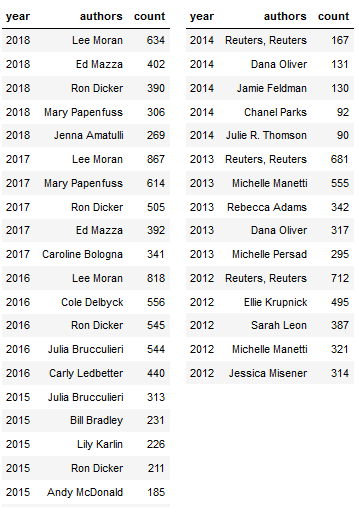 year authors count
2018 Lee Moran 634
2018 Ed Mazza 402
2018 Ron Dicker 390
2018 Mary Papenfuss 306
2018 Jenna Amatulli 269
2017 Lee Moran 867
2017 Mary Papenfuss 614
2017 Ron Dicker 505
2017 Ed Mazza 392
2017 Caroline Bologna 341
2016 Lee Moran 818
2016 Cole Delbyck 556
2016 Ron Dicker 545
2016 Julia Brucculieri 544
2016 Carly Ledbetter 440
2015 Julia Brucculieri 313
2015 Bill Bradley 231
2015 Lily Karlin 226
2015 Ron Dicker 211
2015 Andy McDonald 185
year authors count
2014 Reuters, Reuters 167
2014 Dana Oliver 131
2014 Jamie Feldman 130
2014 Chanel Parks 92
2014 Julie R. Thomson 90
2013 Reuters, Reuters 681
2013 Michelle Manetti 555
2013 Rebecca Adams 342
2013 Dana Oliver 317
2013 Michelle Persad 295
2012 Reuters, Reuters 712
2012 Ellie Krupnick 495
2012 Sarah Leon 387
2012 Michelle Manetti 321
2012 Jessica Misener 314